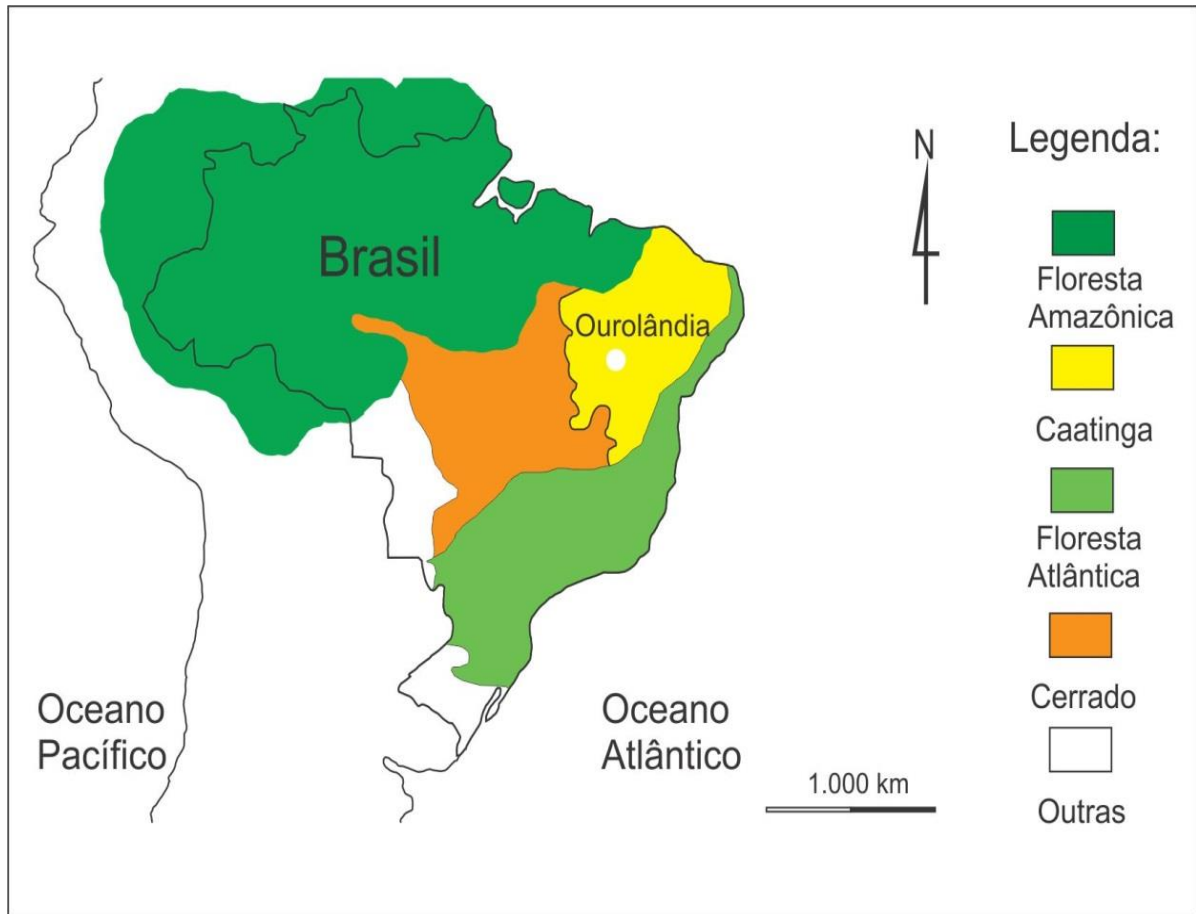 Brasil
Ourolândia
Oceano
Pacífico
Oceano
Atlântico
1.000 km
N
Legenda:
Floresta
Amazônica
Caatinga
Floresta
Atlântica
Cerrado
Outras